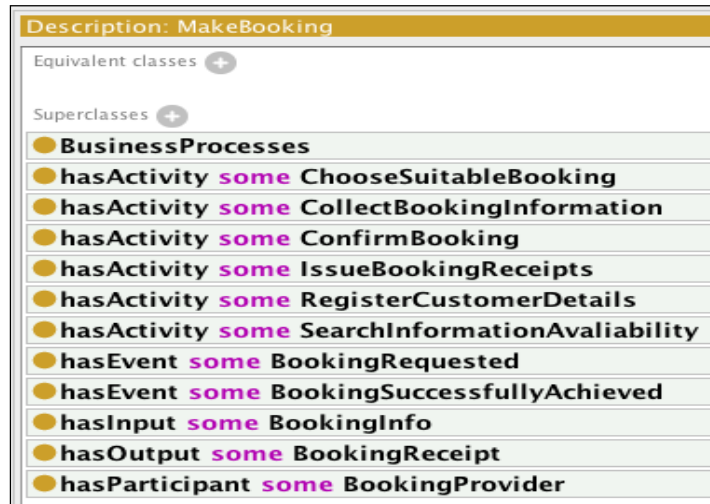 Description: MakeBooking
Equivalent classes
Superclasses
BusinessProcesses
hasActivity some ChooseSuitableBooking
hasActivity some CollectBookingInformation
hasActivity some ConfirmBooking
hasActivity some IssueBookingReceipts
hasActivity some RegisterCustomerDetails
hasActivity some SearchInformationAvaliability
hasEvent some BookingRequested
hasEvent some BookingSuccessfullyAchieved
hasInput some BookingInfo
hasOutput some BookingReceipt
hasParticipant some BookingProvider